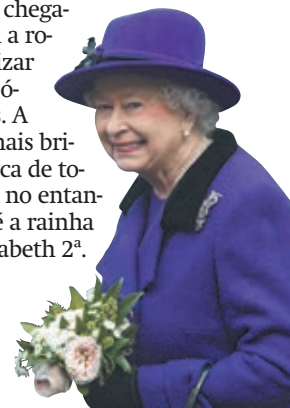 chega-
a ro-
izar
ó-
s. A
nais bri-
ca de to-
no entan-
é a rainha
abeth 2ª.